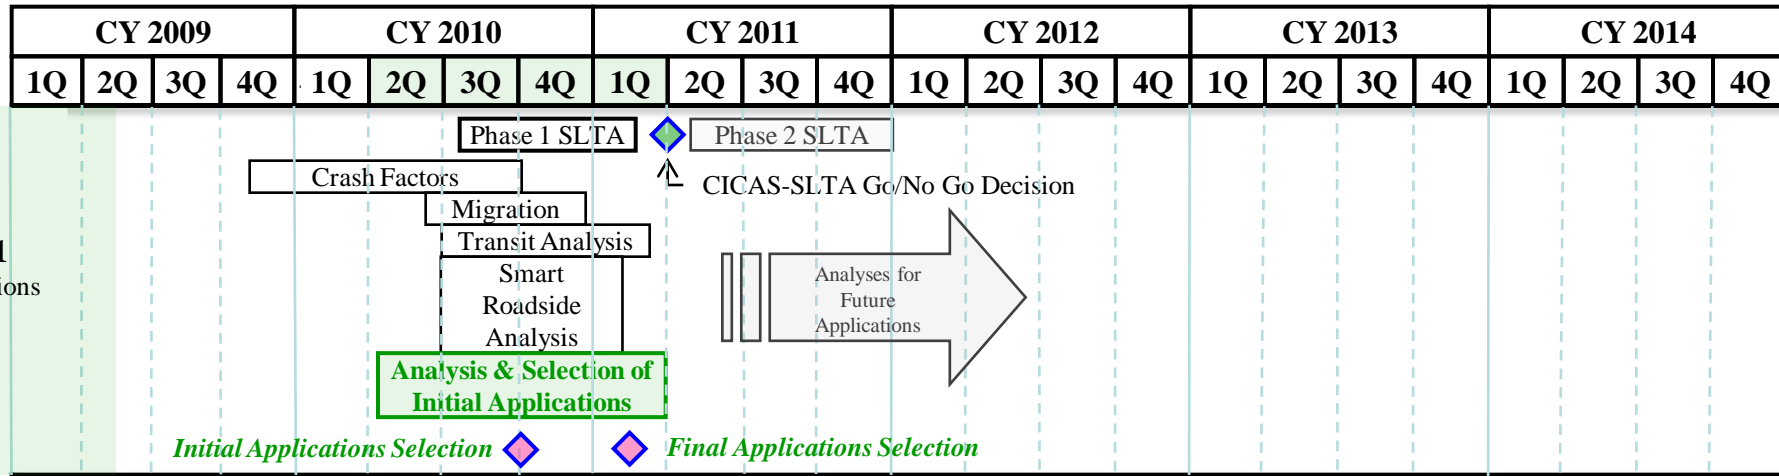 CY 2009 CY 2010 CY 2011 CY 2012 CY 2013 CY 2014
1Q 2Q 3Q 4Q 1Q 2Q 3Q 4Q 1Q 2Q 3Q 4Q 1Q 2Q 3Q 4Q 1Q 2Q 3Q 4Q 1Q 2Q 3Q 4Q
Phase 1 SLTA Phase 2 SLTA
Crash Factors
CICAS-SLTA Go/No Go Decision
Migration
Transit Analysis
1
ions
Smart
Roadside
Analysis
Analyses for
Future
Applications
Analysis & Selection of
Initial Applications
Initial Applications Selection Final Applications Selection